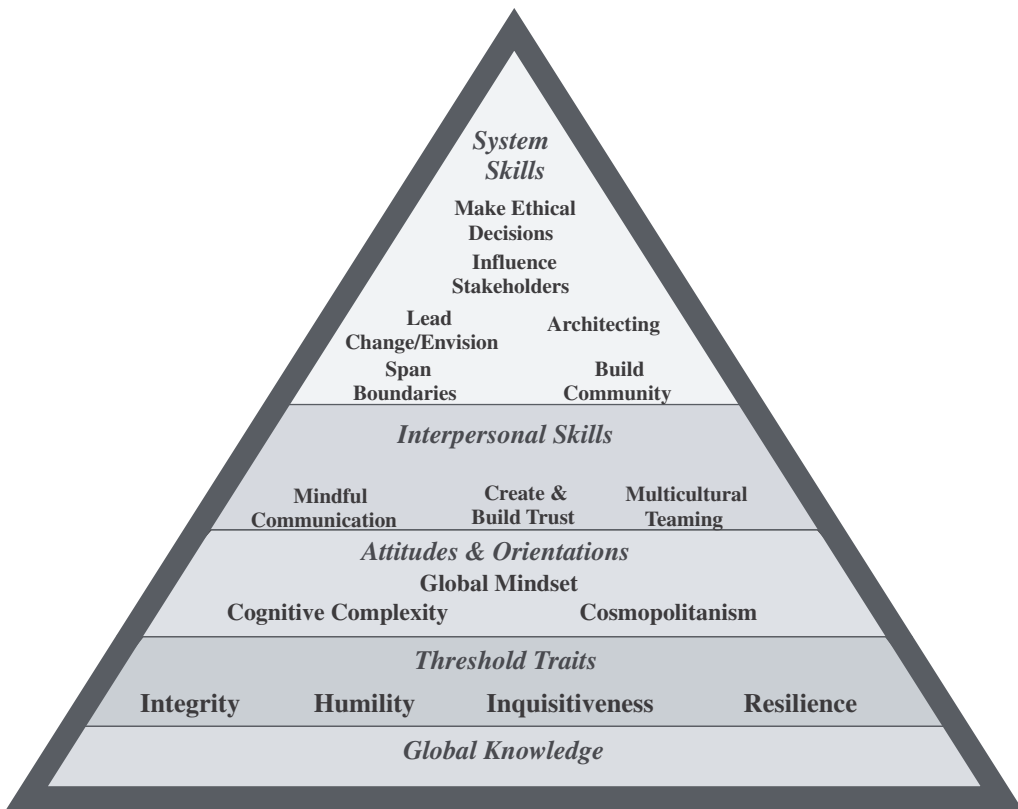 System
Skills
Make Ethical
Decisions
Influence
Stakeholders
Lead
Change/Envision
Architecting
Span
Boundaries
Build
Community
Interpersonal Skills
Mindful
Communication
Create &
Build Trust
Multicultural
Teaming
Attitudes & Orientations
Global Mindset
Cognitive Complexity
Cosmopolitanism
Threshold Traits
Integrity
Humility
Inquisitiveness
Resilience
Global Knowledge